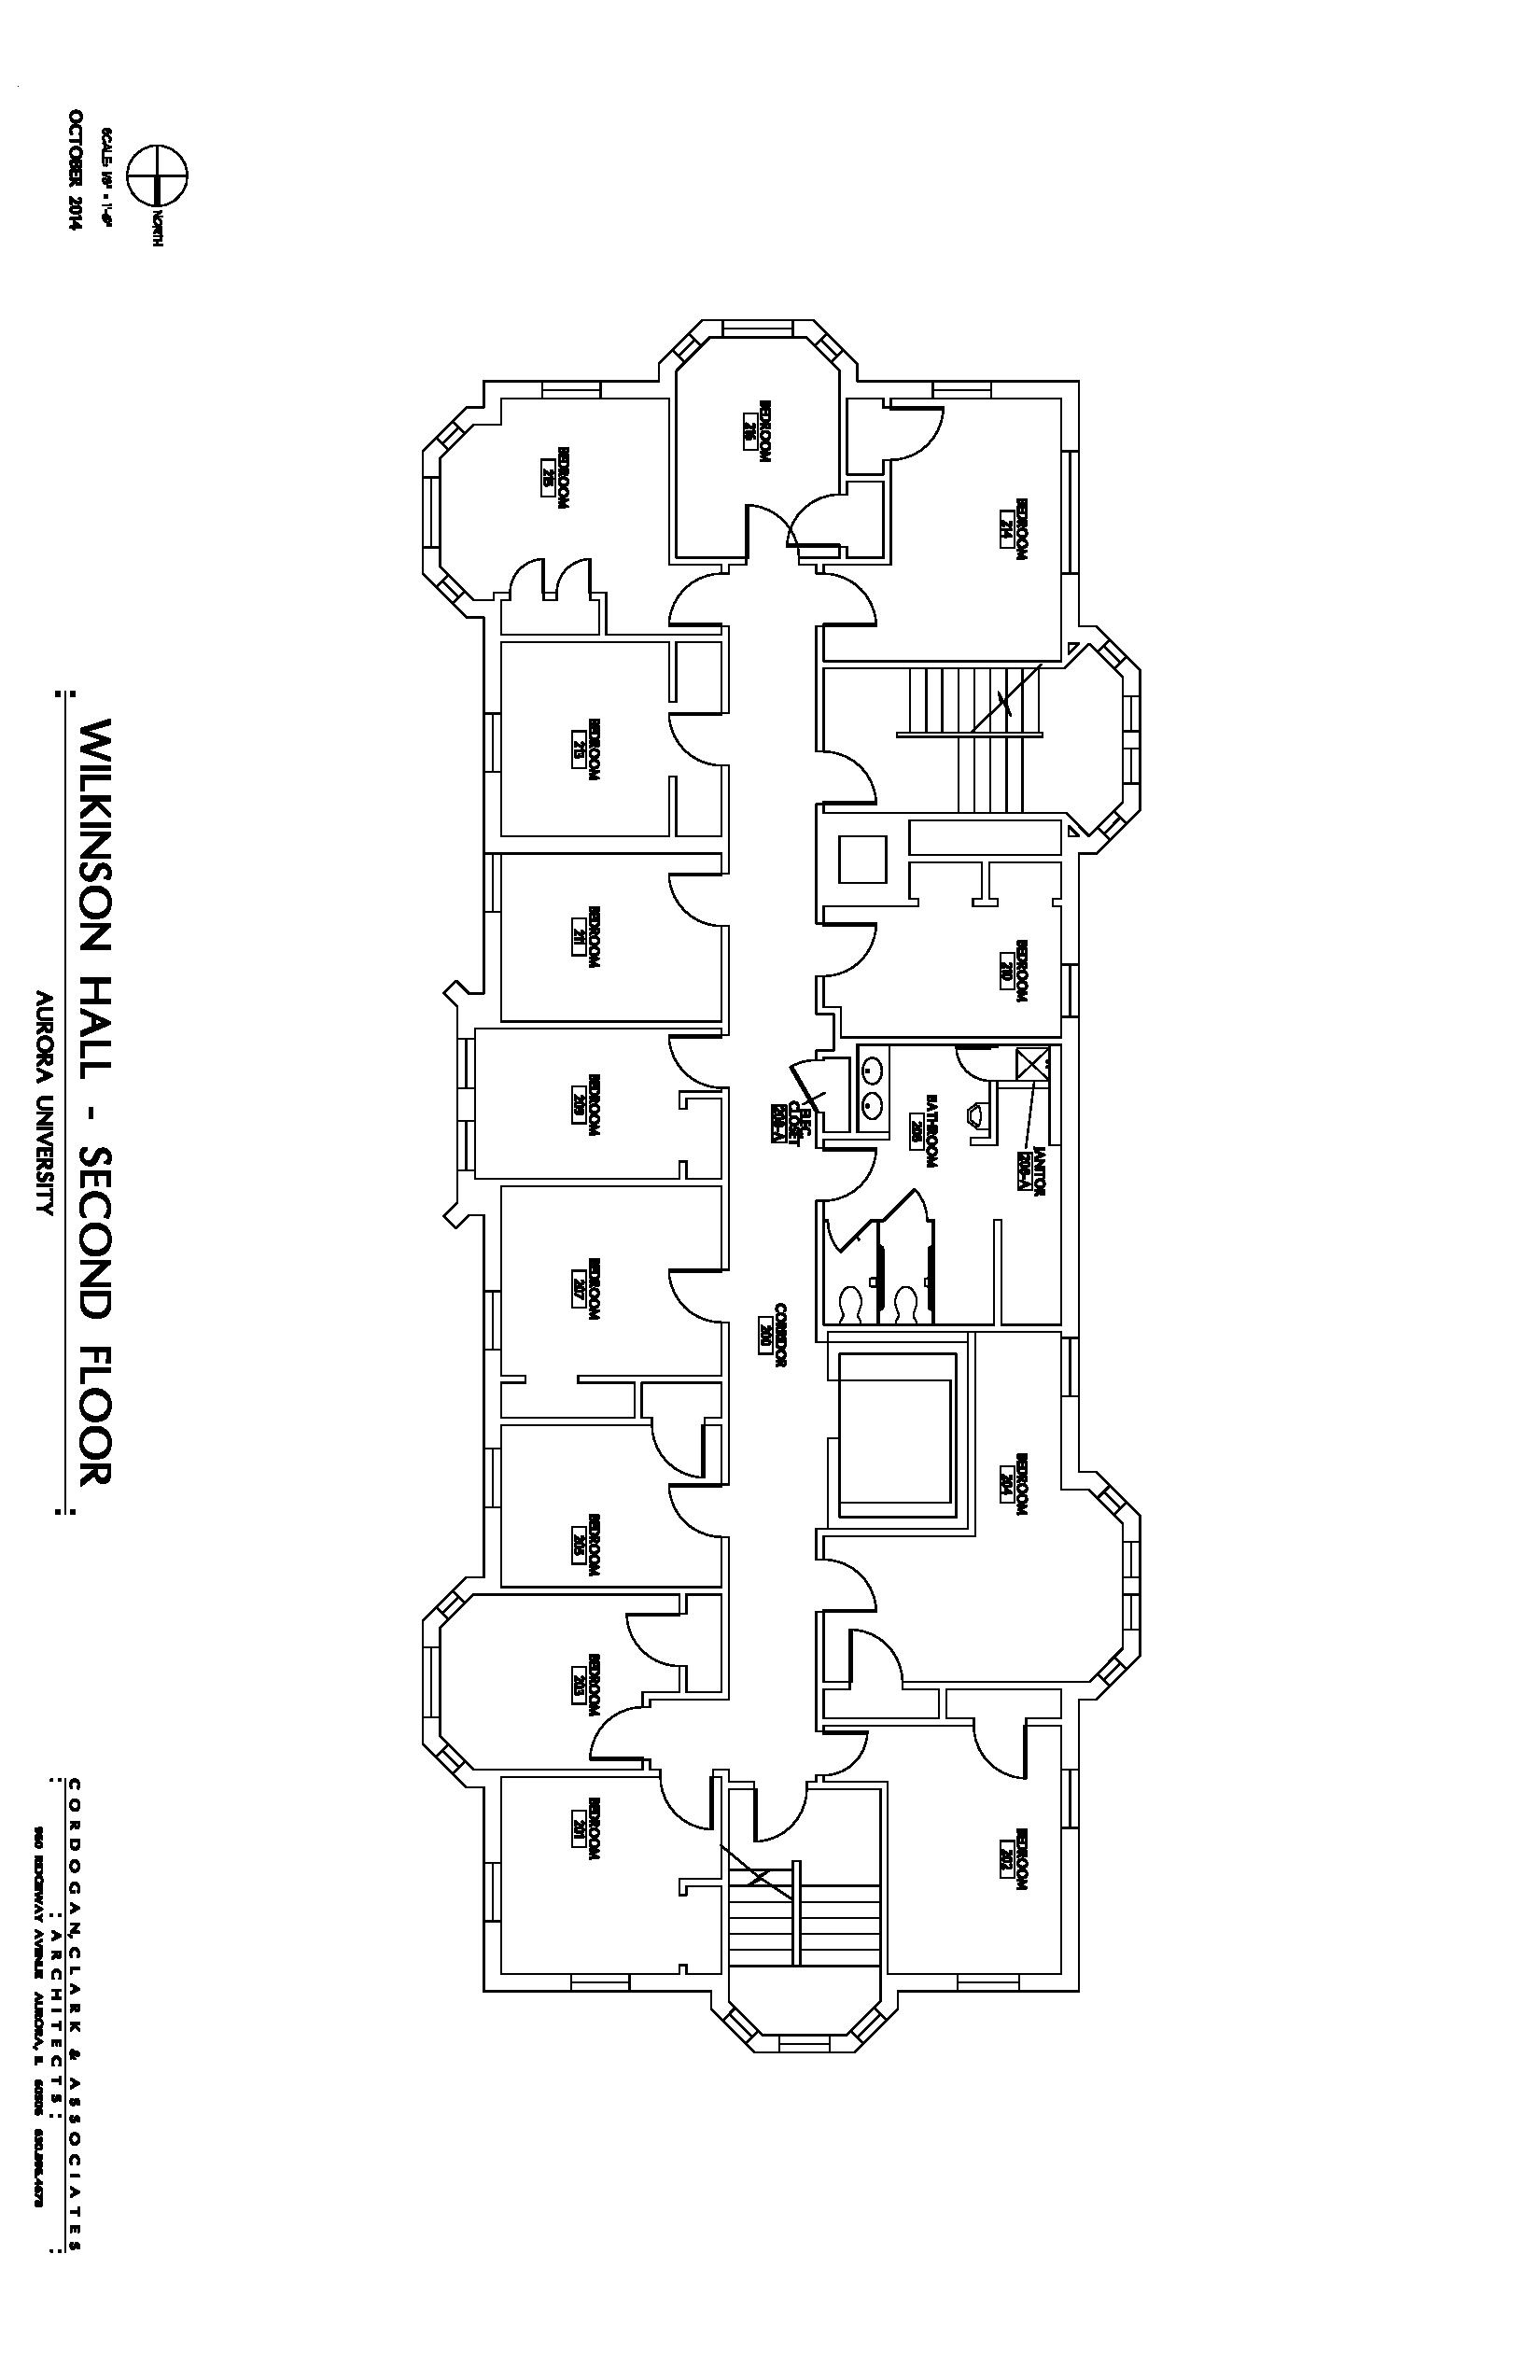 BEDROOM
214
BEDROOM
210
JANITOR
208-A
BATHROOM
208
BEDROOM
204
BEDROOM
202
BEDROOM
216
ELEC
CLOSET
CORRIDOR
200
BEDROOM
215
BEDROOM
213
BEDROOM
211
BEDROOM
209
BEDROOM
207
BEDROOM
205
BEDROOM
203
BEDROOM
201
NORTH
SCALE: 1/8" = 1'-0"
OCTOBER 2014
WILKINSON HALL - SECOND FLOOR
AURORA UNIVERSITY
CORDOGAN, CLARK & ASSOCIATES
ARCHITECTS
960 RIDGEWAY AVENUE AURORA, IL 60506 630.896.4678